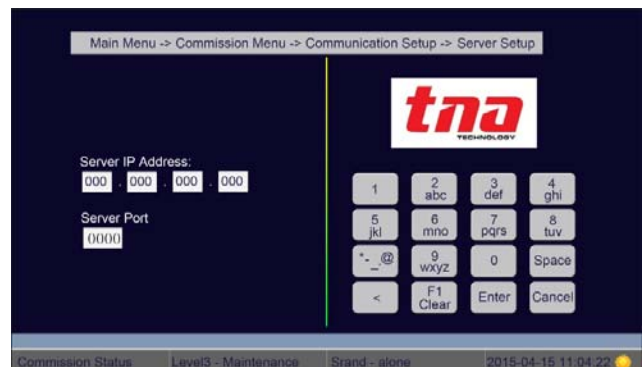 Main Menu -> Commission Menu -> Communication Setup -> Server Setup
tna
TECHNOLOGY
Server IP Address:
000 . 000 . 000 . 000
Server Port
0000
1
2
abc
3
def
4
ghi
5
jkl
6
mno
7
pqrs
8
tuv
*-_.@
9
wxyz
0
Space
<
F1
Clear
Enter
Cancel
Commission Status Level3 - Maintenance Srand - alone 2015-04-15 11:04:22